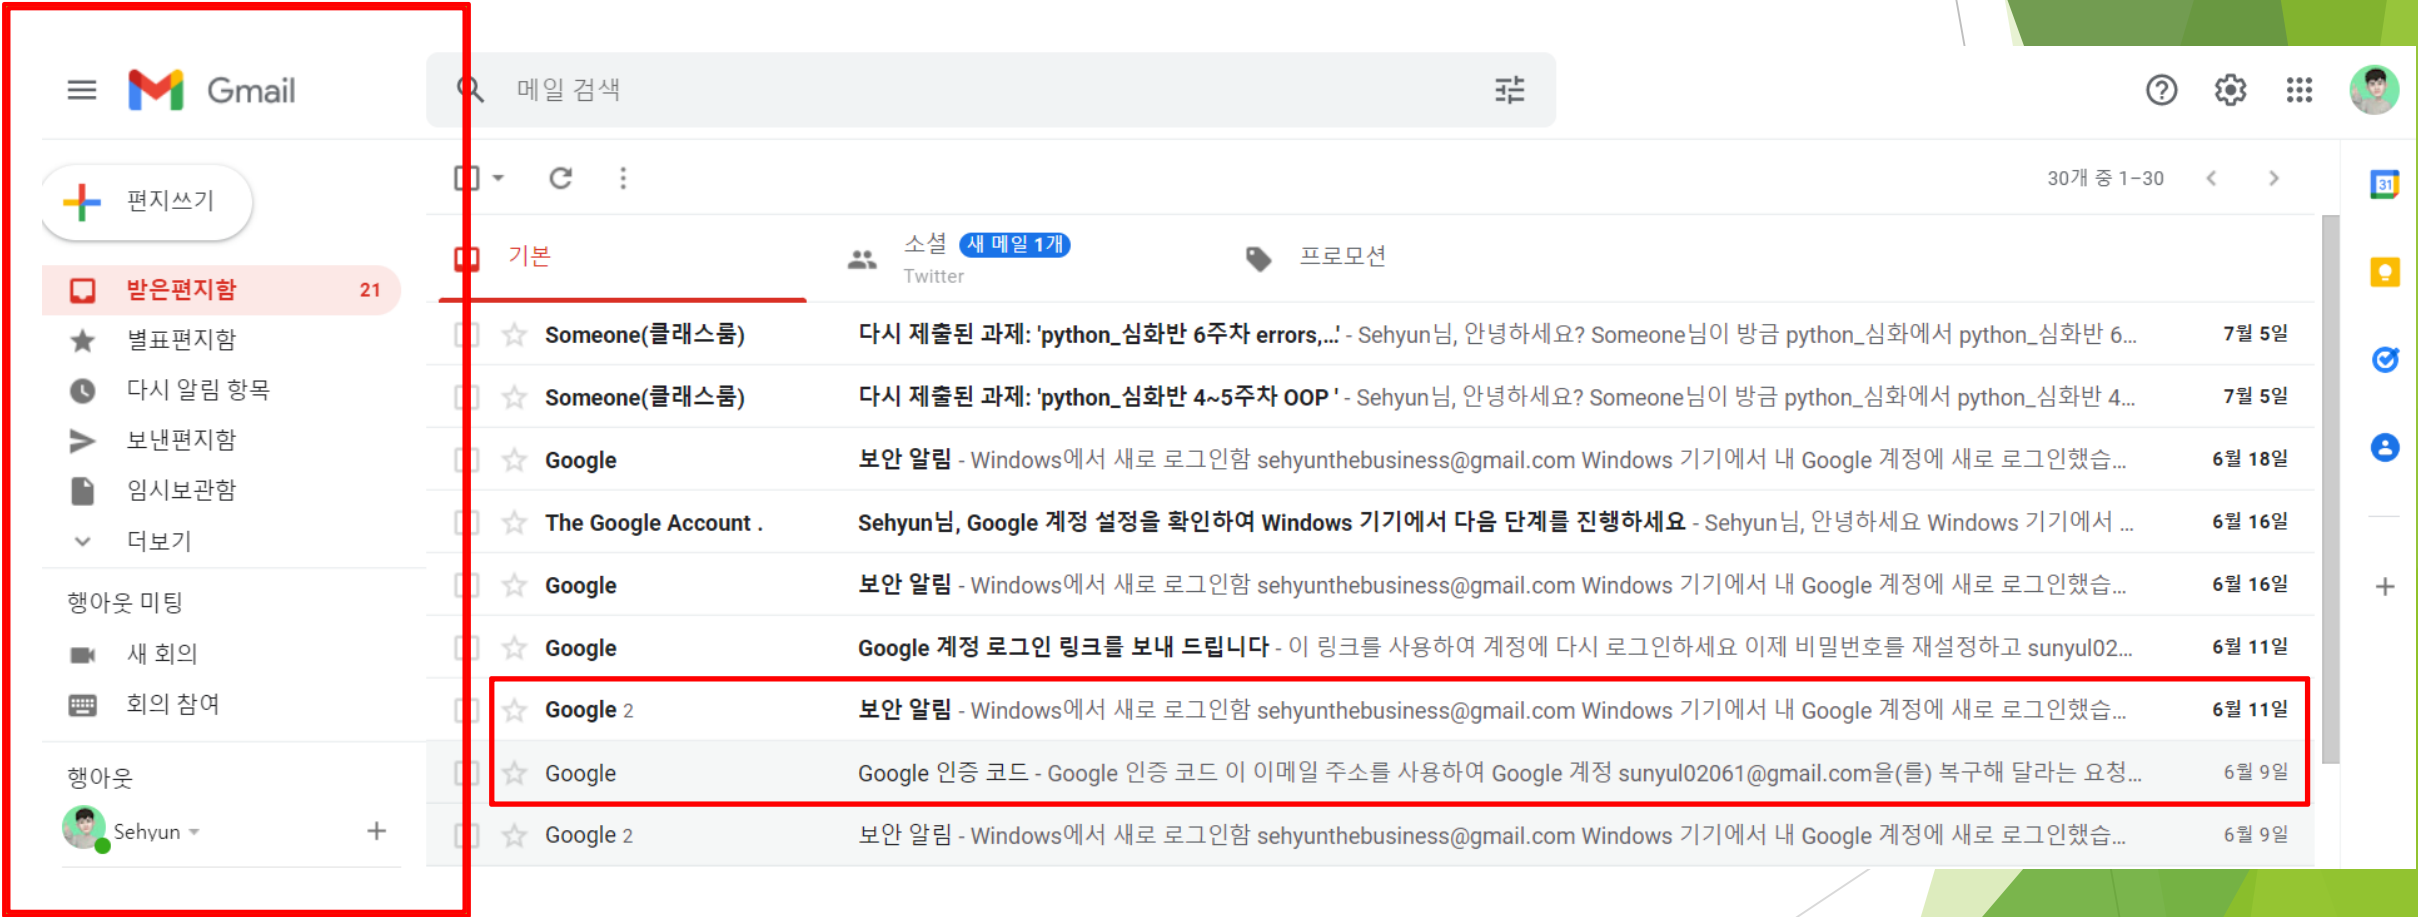 Gmail
메일 검색
편지쓰기
받은편지함 21
별표편지함
다시 알림 항목
보낸편지함
임시보관함
더보기
행아웃 미팅
새 회의
회의 참여
행아웃
Sehyun
30개 중 1–30
기본
소셜 새 메일 1개
Twitter
프로모션
Someone(클래스룸) 다시 제출된 과제: 'python_심화반 6주차 errors,...' - Sehyun님, 안녕하세요? Someone님이 방금 python_심화에서 python_심화반 6... 7월 5일
Someone(클래스룸) 다시 제출된 과제: 'python_심화반 4~5주차 OOP ' - Sehyun님, 안녕하세요? Someone님이 방금 python_심화에서 python_심화반 4... 7월 5일
Google 보안 알림 - Windows에서 새로 로그인함 sehyunthebusiness@gmail.com Windows 기기에서 내 Google 계정에 새로 로그인했습... 6월 18일
The Google Account . Sehyun님, Google 계정 설정을 확인하여 Windows 기기에서 다음 단계를 진행하세요 - Sehyun님, 안녕하세요 Windows 기기에서 ... 6월 16일
Google 보안 알림 - Windows에서 새로 로그인함 sehyunthebusiness@gmail.com Windows 기기에서 내 Google 계정에 새로 로그인했습... 6월 16일
Google Google 계정 로그인 링크를 보내 드립니다 - 이 링크를 사용하여 계정에 다시 로그인하세요 이제 비밀번호를 재설정하고 sunyul02... 6월 11일
Google 2 보안 알림 - Windows에서 새로 로그인함 sehyunthebusiness@gmail.com Windows 기기에서 내 Google 계정에 새로 로그인했습... 6월 11일
Google Google 인증 코드 - Google 인증 코드 이 이메일 주소를 사용하여 Google 계정 sunyul02061@gmail.com을(를) 복구해 달라는 요청... 6월 9일
Google 2 보안 알림 - Windows에서 새로 로그인함 sehyunthebusiness@gmail.com Windows 기기에서 내 Google 계정에 새로 로그인했습... 6월 9일
31